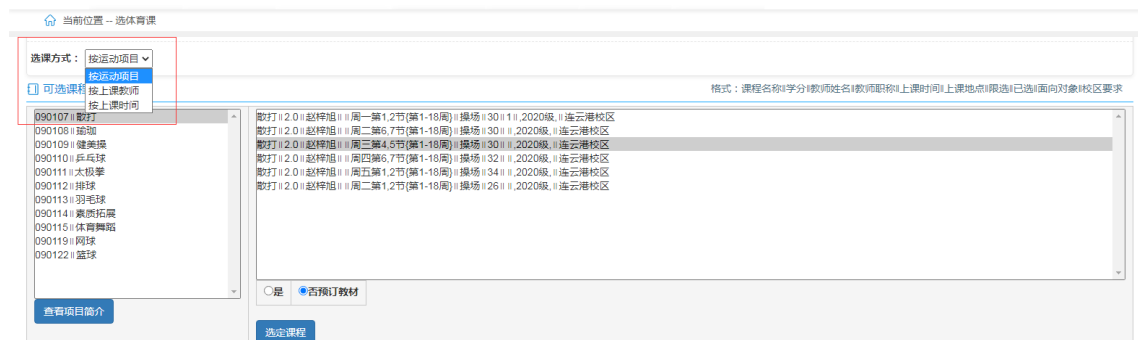 当前位置 -- 选体育课
选课方式： 按运动项目
按运动项目
按上课教师
按上课时间
可选课程
格式：课程名称||学分||教师姓名||教师职称||上课时间||上课地点||限选||已选||面向对象||校区要求
090107||散打
090108||瑜珈
090109||健美操
090110||乒乓球
090111||太极拳
090112||排球
090113||羽毛球
090114||素质拓展
090115||体育舞蹈
090119||网球
090122||篮球
散打||2.0||赵梓旭|| ||周一第1,2节{第1-18周}||操场||30||1||,2020级,||连云港校区
散打||2.0||赵梓旭|| ||周二第6,7节{第1-18周}||操场||30|| ||,2020级,||连云港校区
散打||2.0||赵梓旭|| ||周三第4,5节{第1-18周}||操场||30|| ||,2020级,||连云港校区
散打||2.0||赵梓旭|| ||周四第6,7节{第1-18周}||操场||32|| ||,2020级,||连云港校区
散打||2.0||赵梓旭|| ||周五第1,2节{第1-18周}||操场||34|| ||,2020级,||连云港校区
散打||2.0||赵梓旭|| ||周二第1,2节{第1-18周}||操场||26|| ||,2020级,||连云港校区
是 否预订教材
查看项目简介
选定课程